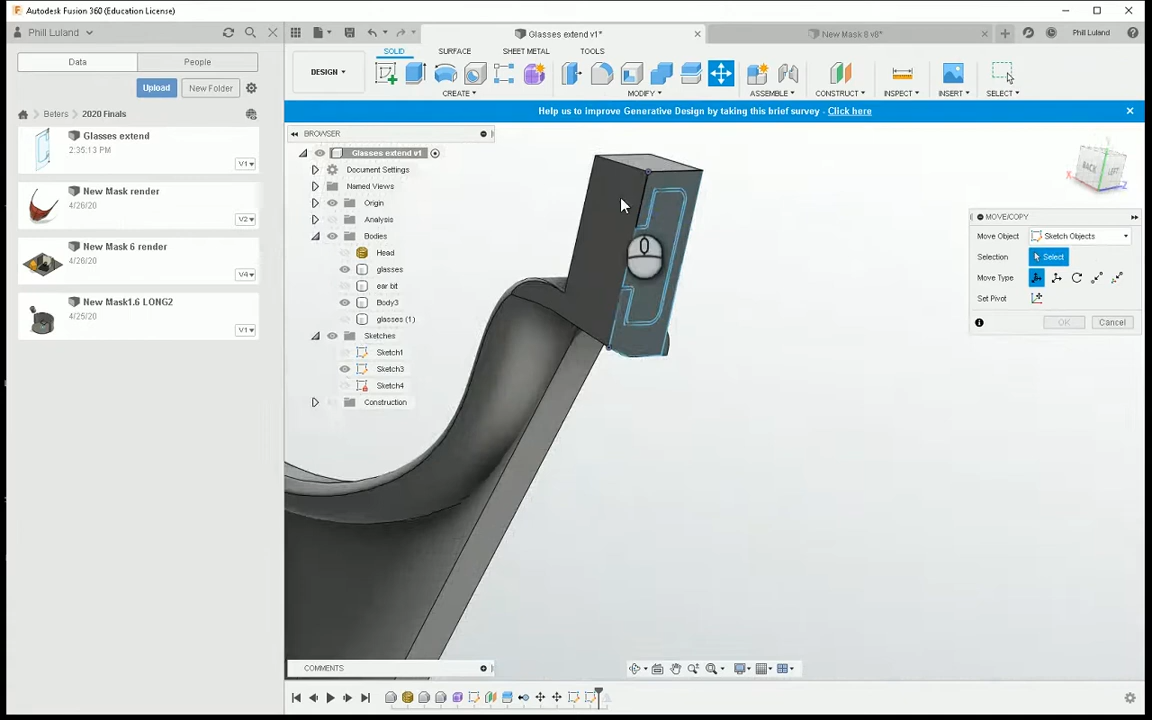 Autodesk Fusion 360 (Education License)
Phill Luland
Glasses extend v1*
New Mask 8 v8*
Phill Luland
Data
People
SOLID
SURFACE
SHEET METAL
TOOLS
DESIGN
Upload
New Folder
CREATE
MODIFY
ASSEMBLE
CONSTRUCT
INSPECT
INSERT
SELECT
Beters
2020 Finals
Help us to improve Generative Design by taking this brief survey - Click here
Glasses extend
2:35:13 PM
V1
New Mask render
4/26/20
V2
New Mask 6 render
4/26/20
V4
New Mask1.6 LONG2
4/25/20
V1
BROWSER
Glasses extend v1
Document Settings
Named Views
Origin
Analysis
Bodies
Head
glasses
ear bit
Body3
glasses (1)
Sketches
Sketch1
Sketch3
Sketch4
Construction
BACK
LEFT
X
Z
MOVE/COPY
Move Object
Sketch Objects
Selection
Select
Move Type
Set Pivot
OK
Cancel
COMMENTS